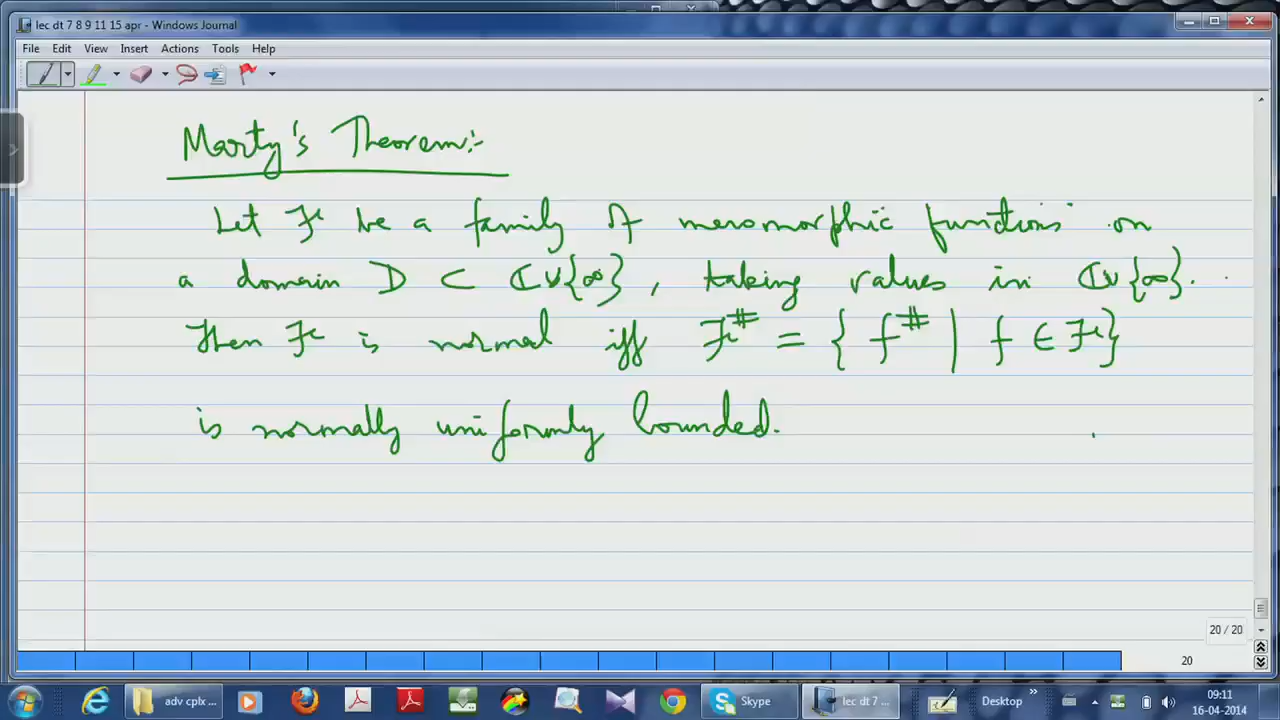 lec dt 7 8 9 11 15 apr - Windows Journal
File Edit View Insert Actions Tools Help
Marty's Theorem:-
Let ℱ be a family of meromorphic functions on
a domain D ⊂ ℂ∪{∞}, taking values in ℂ∪{∞}.
Then ℱ is normal iff ℱ^# = { f^# | f ∈ ℱ}
is normally uniformly bounded.
20 / 20
20
adv cplx ...
Skype
lec dt 7 ...
Desktop
09:11
16-04-2014